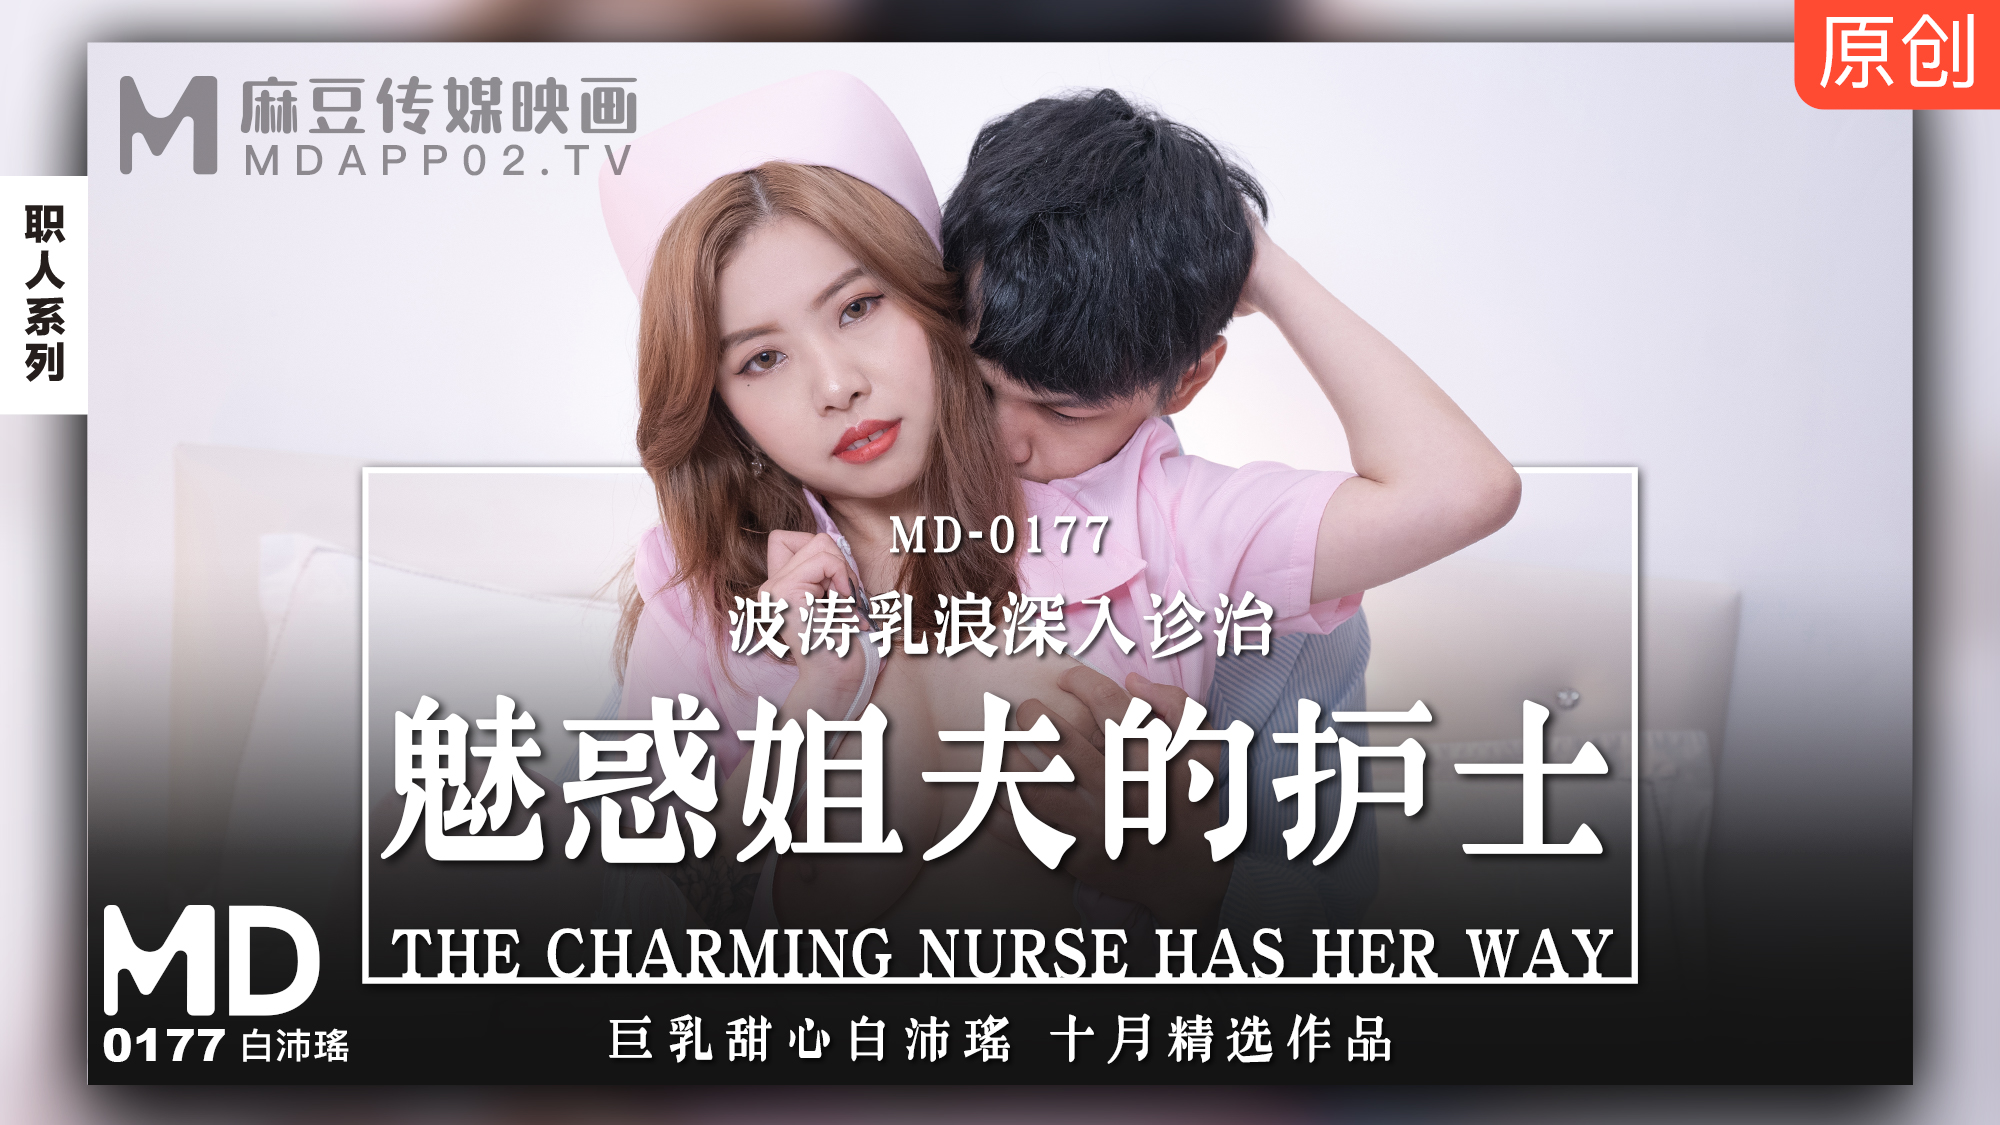 原创
麻豆传媒映画
MDAPP02.TV
职人系列
MD-0177
波涛乳浪深入诊治
魅惑姐夫的护士
THE CHARMING NURSE HAS HER WAY
MD
0177 白沛瑤
巨乳甜心白沛瑤 十月精选作品